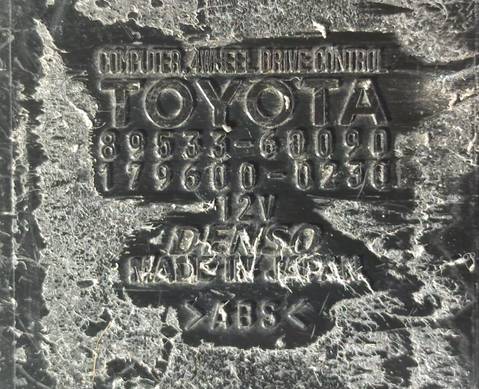 COMPUTER 4WHEEL DRIVE CONTROL
TOYOTA
89533-60090
179600-0230
12V
DENSO
MADE IN JAPAN
>ABS<